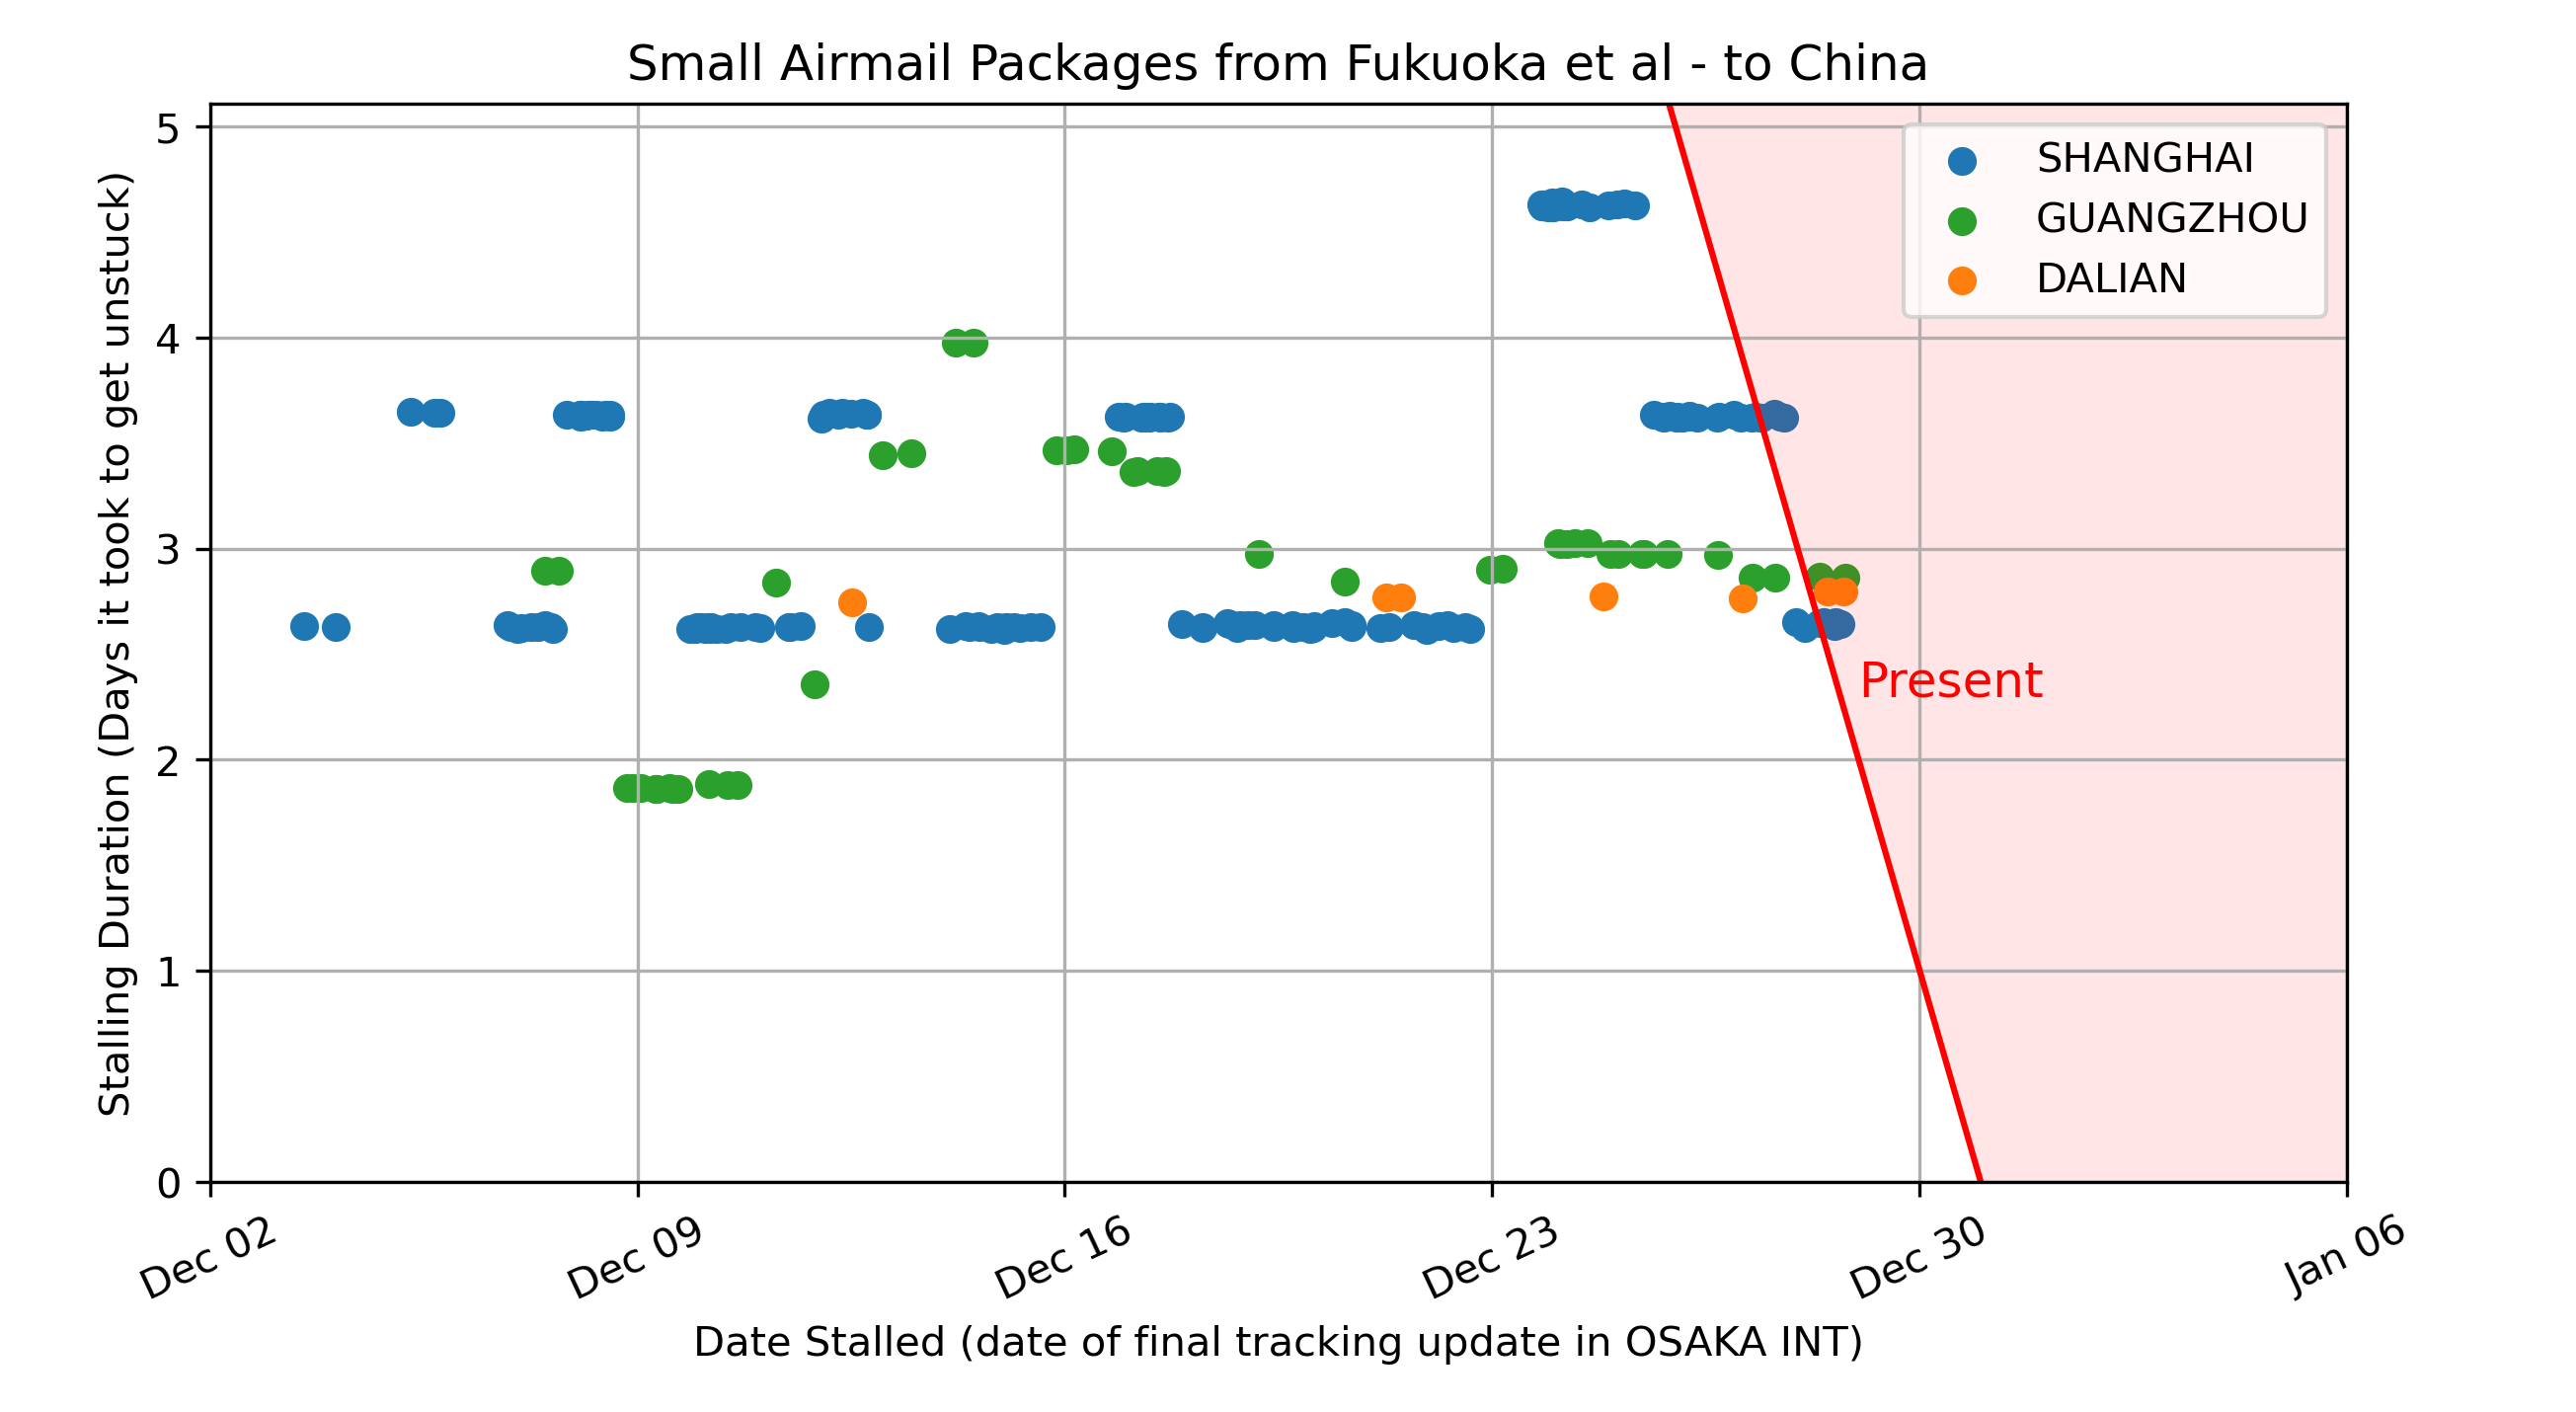 Small Airmail Packages from Fukuoka et al - to China
Stalling Duration (Days it took to get unstuck)
5
4
3
2
1
0
SHANGHAI
GUANGZHOU
DALIAN
Present
Dec 02
Dec 09
Dec 16
Dec 23
Dec 30
Jan 06
Date Stalled (date of final tracking update in OSAKA INT)